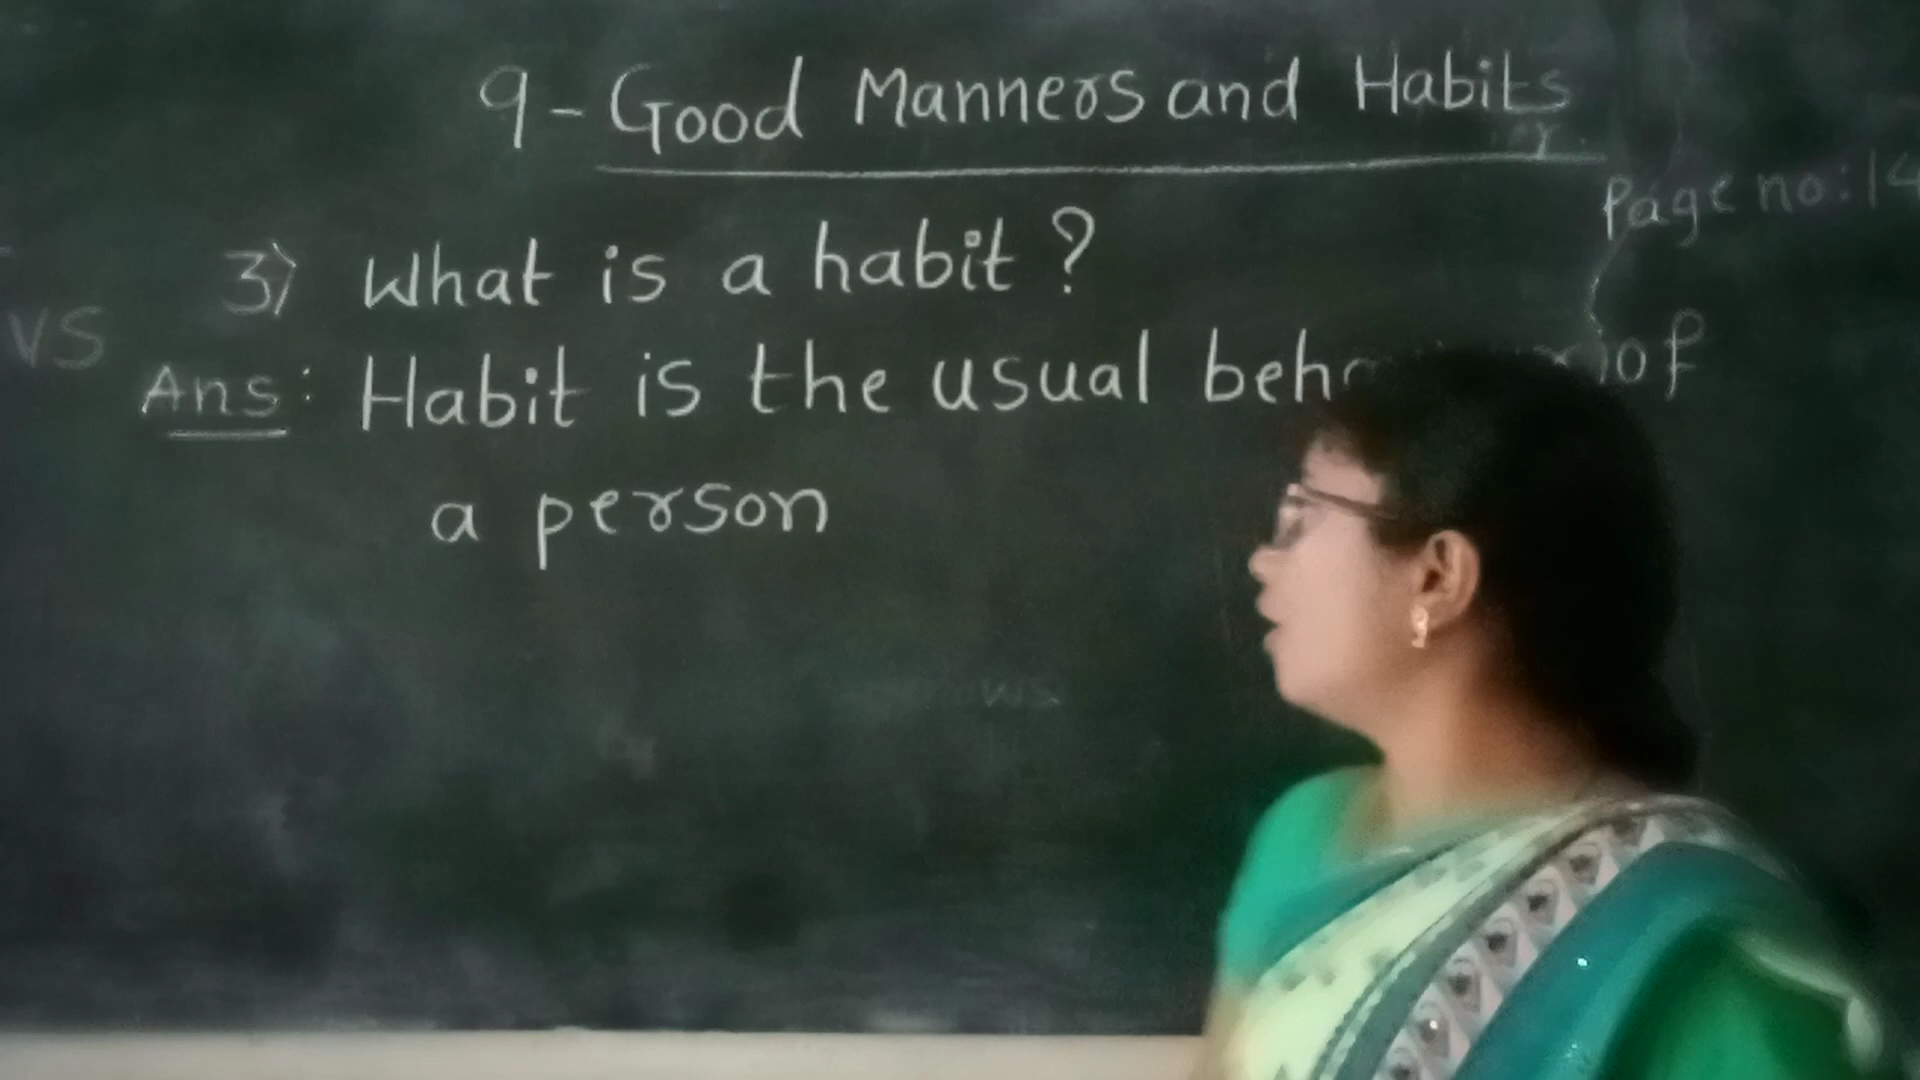 9- Good Manners and Habits
Page no: 14
3) What is a habit ?
VS
Ans: Habit is the usual of
a person